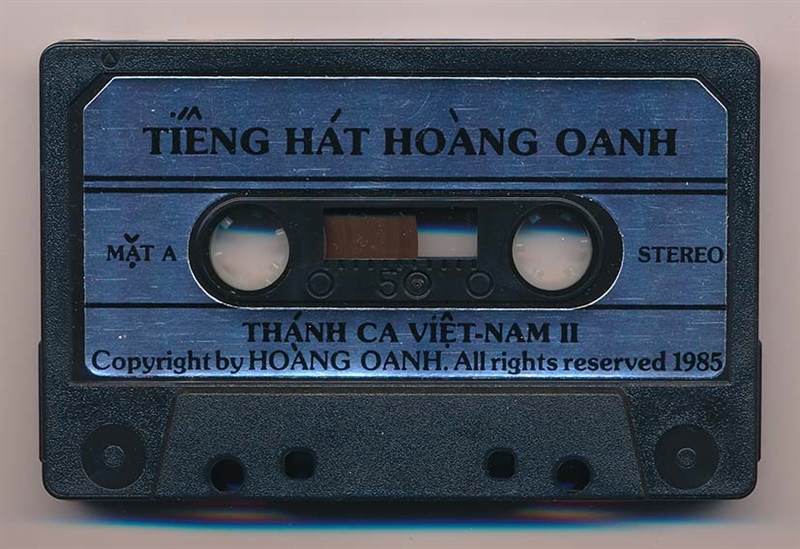 TIẾNG HÁT HOÀNG OANH
MẶT A
STEREO
50
THÁNH CA VIỆT-NAM II
Copyright by HOÀNG OANH. All rights reserved 1985